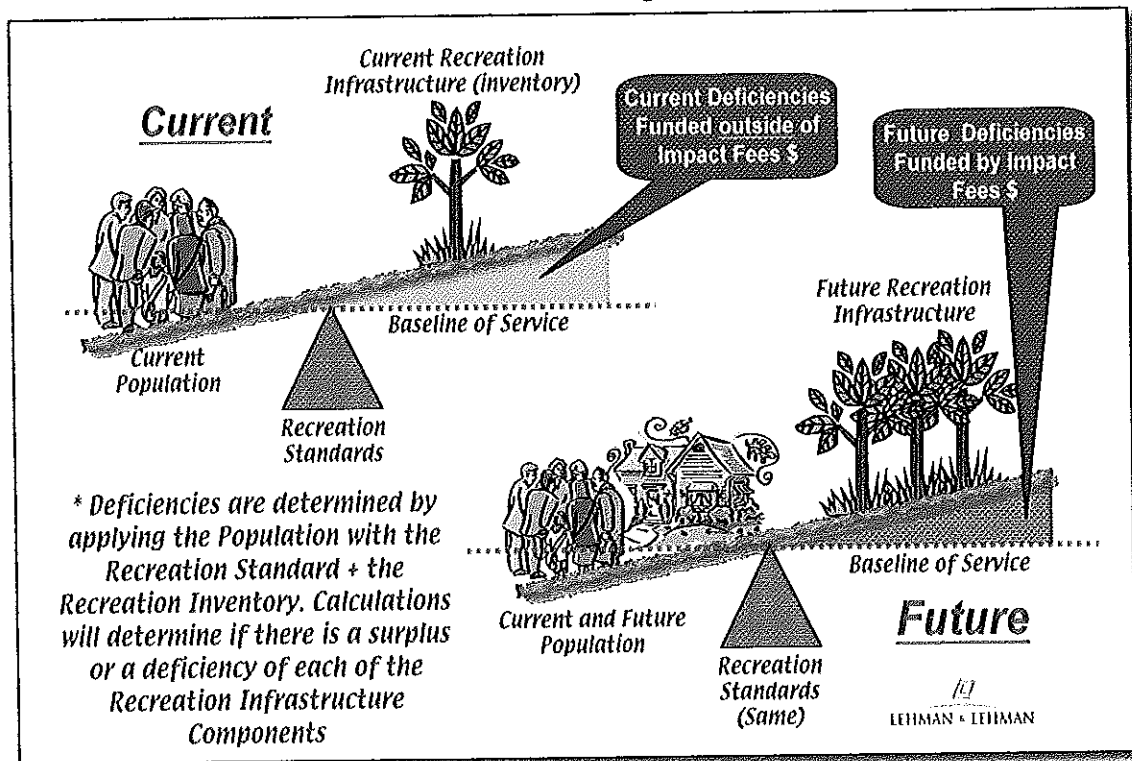 Current
Current Recreation
Infrastructure (inventory)
Current Deficiencies
Funded outside of
Impact Fees $
Future Deficiencies
Funded by Impact
Fees $
Baseline of Service
Current
Population
Recreation
Standards
Future Recreation
Infrastructure
* Deficiencies are determined by
applying the Population with the
Recreation Standard + the
Recreation Inventory. Calculations
will determine if there is a surplus
or a deficiency of each of the
Recreation Infrastructure
Components
Baseline of Service
Current and Future
Population
Future
Recreation
Standards
(Same)
LEHMAN & LEHMAN